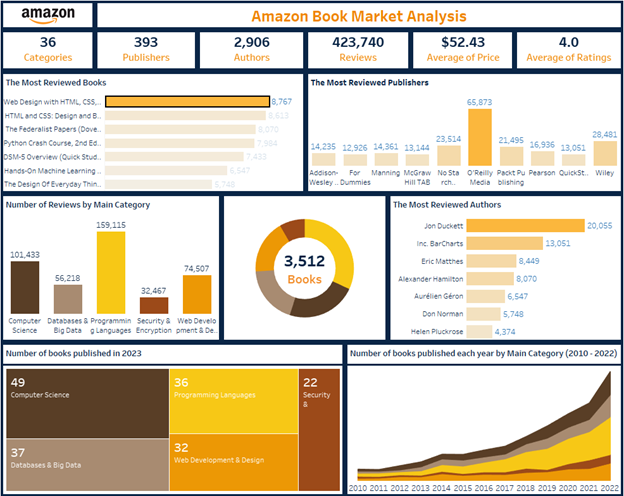 amazon
Amazon Book Market Analysis
36
Categories
393
Publishers
2,906
Authors
423,740
Reviews
$52.43
Average of Price
4.0
Average of Ratings
The Most Reviewed Books
Web Design with HTML, CSS,..
8,767
HTML and CSS: Design and B..
8,613
The Federalist Papers (Dove..
8,070
Python Crash Course, 2nd Ed..
7,984
DSM-5 Overview (Quick Stud..
7,432
Hands-On Machine Learning ..
6,547
The Design Of Everyday Thin..
5,748
The Most Reviewed Publishers
14,235
12,926
14,361
13,144
23,514
65,873
21,495
16,936
13,051
28,481
Addison-
Wesley ..
For
Dummies
Manning
McGraw
Hill TAB
No Sta
rch..
O'Reilly
Media
Packt Pu
blishing
Pearson
QuickSt..
Wiley
Number of Reviews by Main Category
101,433
56,218
159,115
32,467
74,507
Computer
Science
Databases &
Big Data
Programmin
g Languages
Security &
Encryption
Web Develo
pment & De..
3,512
Books
The Most Reviewed Authors
Jon Duckett
20,055
Inc. BarCharts
13,051
Eric Matthes
8,449
Alexander Hamilton
8,070
Aurélien Géron
6,547
Don Norman
5,748
Helen Pluckrose
4,374
Number of books published in 2023
49
Computer Science
37
Databases & Big Data
36
Programming Languages
32
Web Development & Design
22
Security
&
Number of books published each year by Main Category (2010 - 2022)
2010 2011 2012 2013 2014 2015 2016 2017 2018 2019 2020 2021 2022